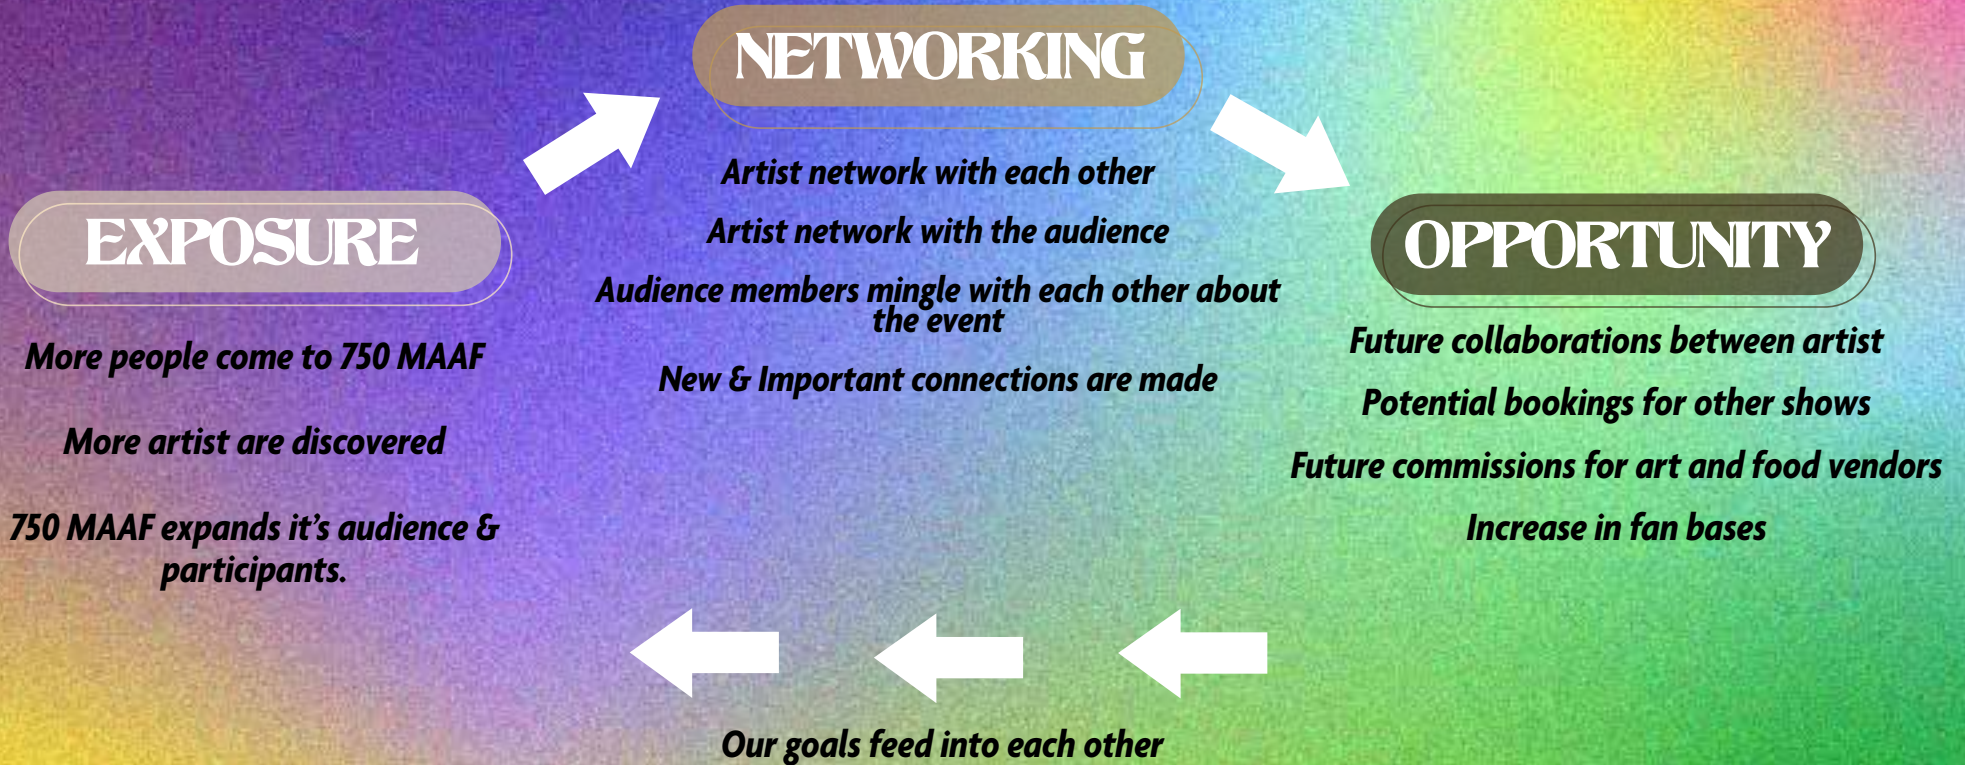 NETWORKING
Artist network with each other
Artist network with the audience
Audience members mingle with each other about
the event
New & Important connections are made
EXPOSURE
More people come to 750 MAAF
More artist are discovered
750 MAAF expands it’s audience &
participants.
OPPORTUNITY
Future collaborations between artist
Potential bookings for other shows
Future commissions for art and food vendors
Increase in fan bases
Our goals feed into each other